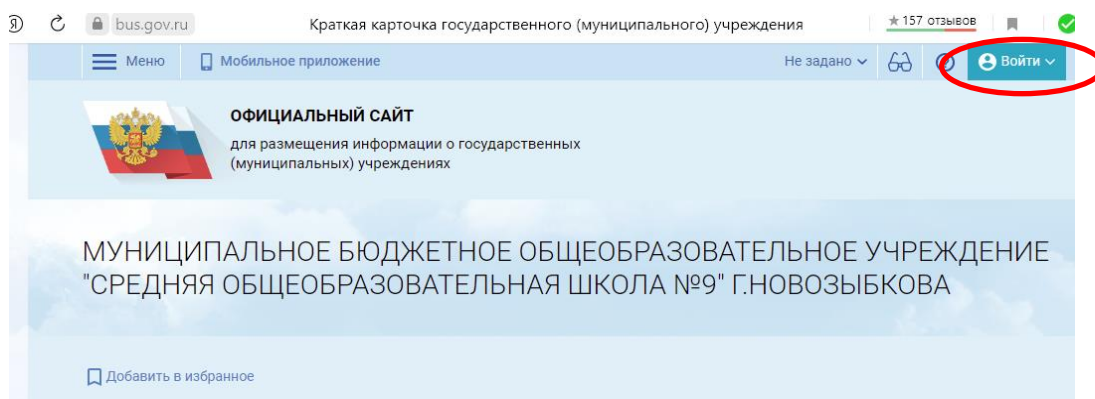 Я bus.gov.ru Краткая карточка государственного (муниципального) учреждения ★ 157 отзывов
Меню Мобильное приложение Не задано Войти
ОФИЦИАЛЬНЫЙ САЙТ
для размещения информации о государственных
(муниципальных) учреждениях
МУНИЦИПАЛЬНОЕ БЮДЖЕТНОЕ ОБЩЕОБРАЗОВАТЕЛЬНОЕ УЧРЕЖДЕНИЕ
"СРЕДНЯЯ ОБЩЕОБРАЗОВАТЕЛЬНАЯ ШКОЛА №9" Г.НОВОЗЫБКОВА
Добавить в избранное